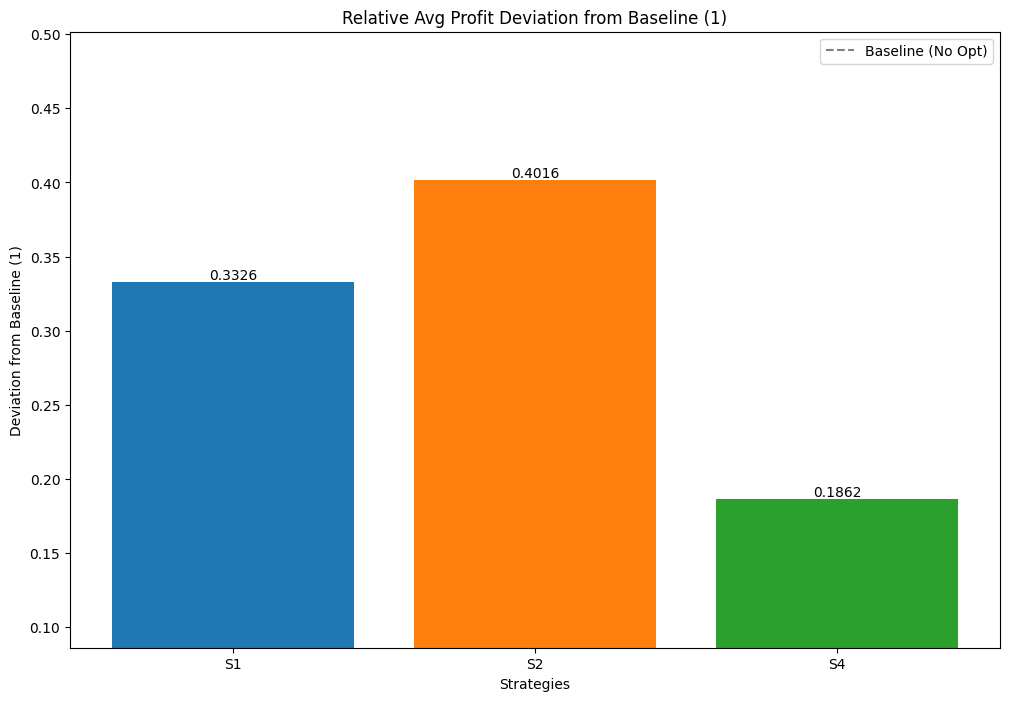 Relative Avg Profit Deviation from Baseline (1)
Baseline (No Opt)
0.50
0.45
0.40
0.35
0.30
0.25
0.20
0.15
0.10
Deviation from Baseline (1)
0.3326
0.4016
0.1862
S1
S2
S4
Strategies